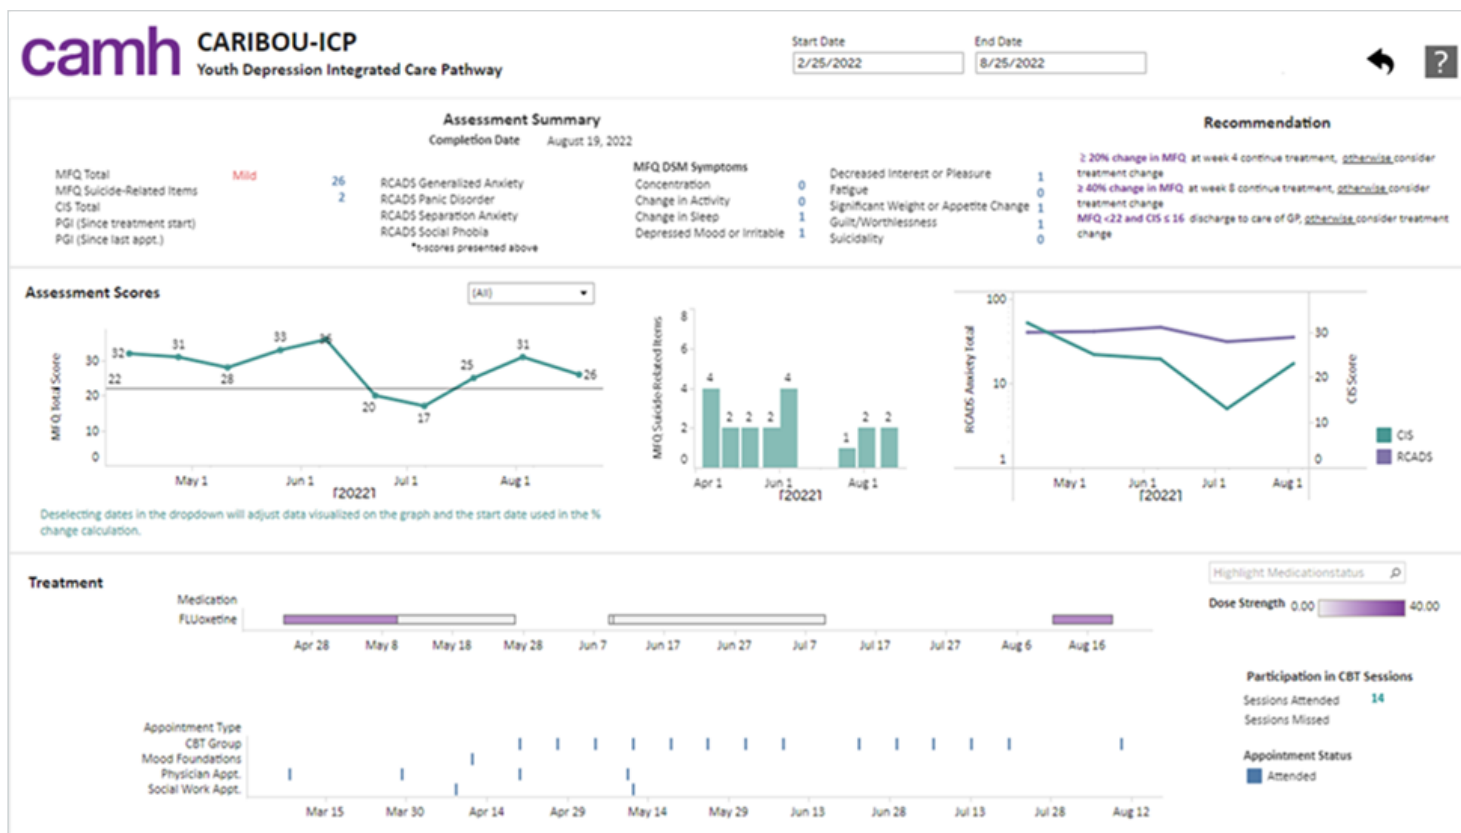 camh
CARIBOU-ICP
Youth Depression Integrated Care Pathway
Start Date
2/25/2022
End Date
8/25/2022
?
Assessment Summary
Completion Date August 19, 2022
MFQ Total Mild 26
MFQ Suicide-Related Items 2
CIS Total
PGI (Since treatment start)
PGI (Since last appt.)
RCADS Generalized Anxiety
RCADS Panic Disorder
RCADS Separation Anxiety
RCADS Social Phobia
*t-scores presented above
MFQ DSM Symptoms
Concentration 0
Change in Activity 0
Change in Sleep 1
Depressed Mood or Irritable 1
Decreased Interest or Pleasure 1
Fatigue 0
Significant Weight or Appetite Change 1
Guilt/Worthlessness 1
Suicidality 0
Recommendation
≥ 20% change in MFQ at week 4 continue treatment, otherwise consider
treatment change
≥ 40% change in MFQ at week 8 continue treatment, otherwise consider
treatment change
MFQ <22 and CIS ≤ 16 discharge to care of GP, otherwise consider treatment
change
Assessment Scores
(All)
MFQ Total Score
30
20
10
0
22
32
31
28
33
36
20
17
25
31
26
May 1 Jun 1 Jul 1 Aug 1
[2022]
Deselecting dates in the dropdown will adjust data visualized on the graph and the start date used in the %
change calculation.
MFQ Suicide-Related Items
8
6
4
2
0
4 2 2 2 4 1 2 2
Apr 1 Jun 1 Aug 1
[2022]
RCADS Anxiety Total
100
10
1
CIS Score
30
20
10
0
May 1 Jun 1 Jul 1 Aug 1
[2022]
CIS
RCADS
Treatment
Medication
FLUoxetine
Apr 28 May 8 May 18 May 28 Jun 7 Jun 17 Jun 27 Jul 7 Jul 17 Jul 27 Aug 6 Aug 16
Highlight Medicationstatus
Dose Strength 0.00 40.00
Appointment Type
CBT Group
Mood Foundations
Physician Appt.
Social Work Appt.
Mar 15 Mar 30 Apr 14 Apr 29 May 14 May 29 Jun 13 Jun 28 Jul 13 Jul 28 Aug 12
Participation in CBT Sessions
Sessions Attended 14
Sessions Missed
Appointment Status
Attended